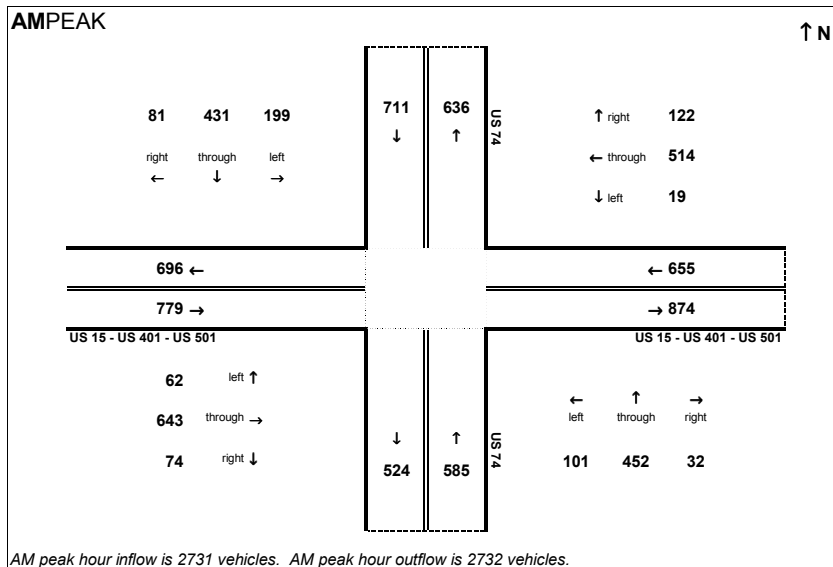 AMPEAK
↑ N
81 431 199
right through left
← ↓ →
711 636
↓ ↑
US 74
↑ right 122
← through 514
↓ left 19
696 ←
779 →
← 655
→ 874
US 15 - US 401 - US 501
US 15 - US 401 - US 501
62 left ↑
643 through →
74 right ↓
↓ ↑
524 585
US 74
← ↑ →
left through right
101 452 32
AM peak hour inflow is 2731 vehicles. AM peak hour outflow is 2732 vehicles.